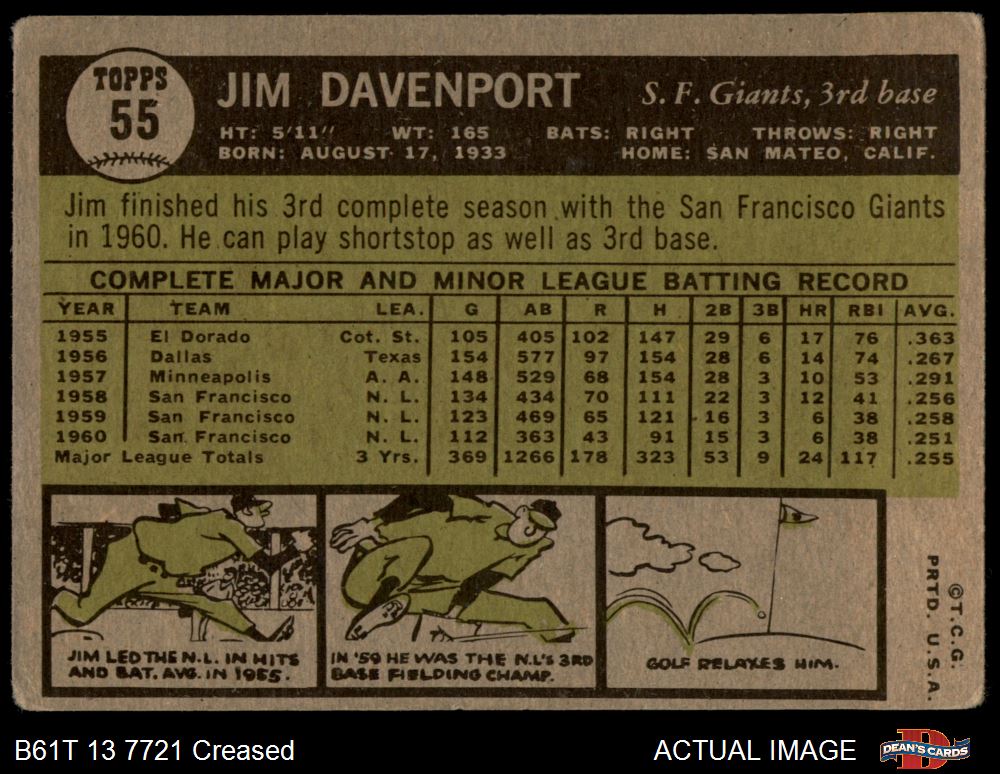 TOPPS
55
JIM DAVENPORT
S. F. Giants, 3rd base
HT: 5'11" WT: 165 BATS: RIGHT THROWS: RIGHT
BORN: AUGUST 17, 1933 HOME: SAN MATEO, CALIF.
Jim finished his 3rd complete season with the San Francisco Giants
in 1960. He can play shortstop as well as 3rd base.
COMPLETE MAJOR AND MINOR LEAGUE BATTING RECORD
YEAR TEAM LEA. G AB R H 2B 3B HR RBI AVG.
1955 El Dorado Cot. St. 105 405 102 147 29 6 17 76 .363
1956 Dallas Texas 154 577 97 154 28 6 14 74 .267
1957 Minneapolis A. A. 148 529 68 154 28 3 10 53 .291
1958 San Francisco N. L. 134 434 70 111 22 3 12 41 .256
1959 San Francisco N. L. 123 469 65 121 16 3 6 38 .258
1960 San Francisco N. L. 112 363 43 91 15 3 6 38 .251
Major League Totals 3 Yrs. 369 1266 178 323 53 9 24 117 .255
JIM LED THE N.L. IN HITS
AND BAT. AVG. IN 1955.
IN '59 HE WAS THE N.L'S 3RD
BASE FIELDING CHAMP.
GOLF RELAXES HIM.
©T.C.G.
PRTD. U.S.A.
B61T 13 7721 Creased
ACTUAL IMAGE
DEAN'S CARDS